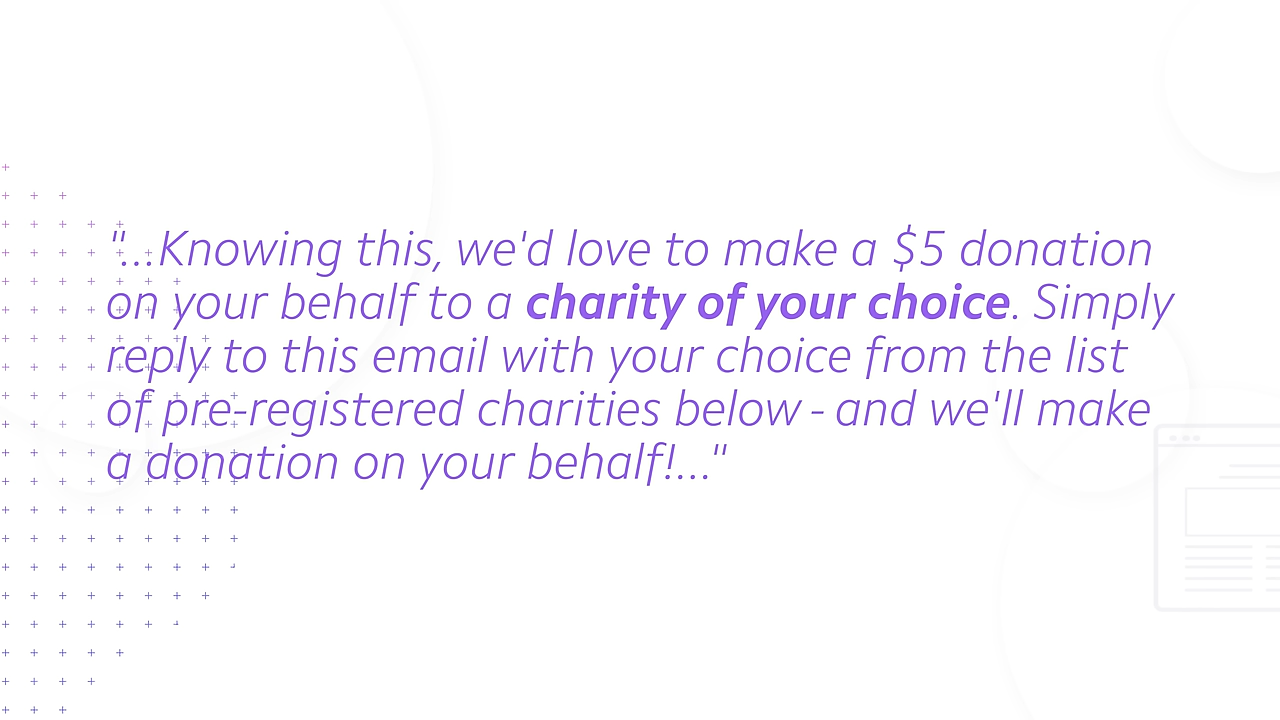 "...Knowing this, we'd love to make a $5 donation
on your behalf to a charity of your choice. Simply
reply to this email with your choice from the list
of pre-registered charities below - and we'll make
a donation on your behalf!..."